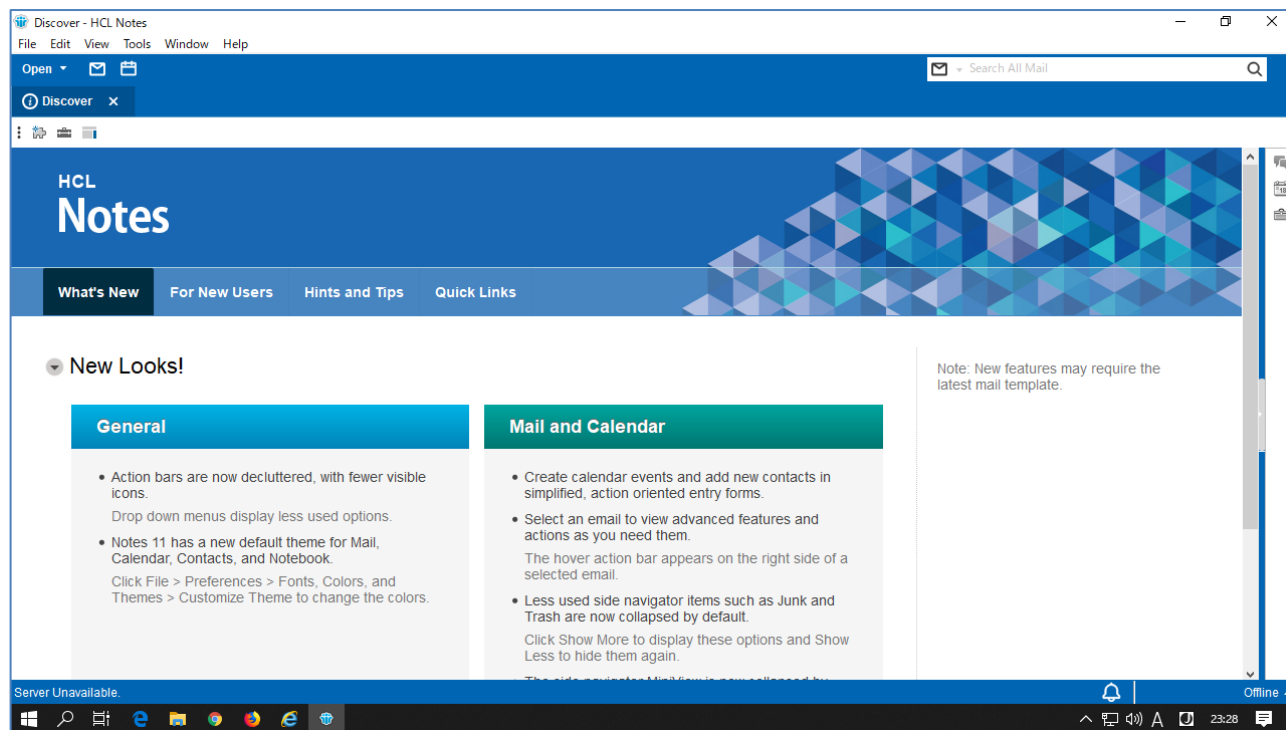 Discover - HCL Notes
File Edit View Tools Window Help
Open
Search All Mail
Discover
HCL
Notes
What's New
For New Users
Hints and Tips
Quick Links
New Looks!
Note: New features may require the
latest mail template.
General
• Action bars are now decluttered, with fewer visible
icons.
Drop down menus display less used options.
• Notes 11 has a new default theme for Mail,
Calendar, Contacts, and Notebook.
Click File > Preferences > Fonts, Colors, and
Themes > Customize Theme to change the colors.
Mail and Calendar
• Create calendar events and add new contacts in
simplified, action oriented entry forms.
• Select an email to view advanced features and
actions as you need them.
The hover action bar appears on the right side of a
selected email.
• Less used side navigator items such as Junk and
Trash are now collapsed by default.
Click Show More to display these options and Show
Less to hide them again.
• The side navigator MiniView is now collapsed by
Server Unavailable.
Offline
A
23:28